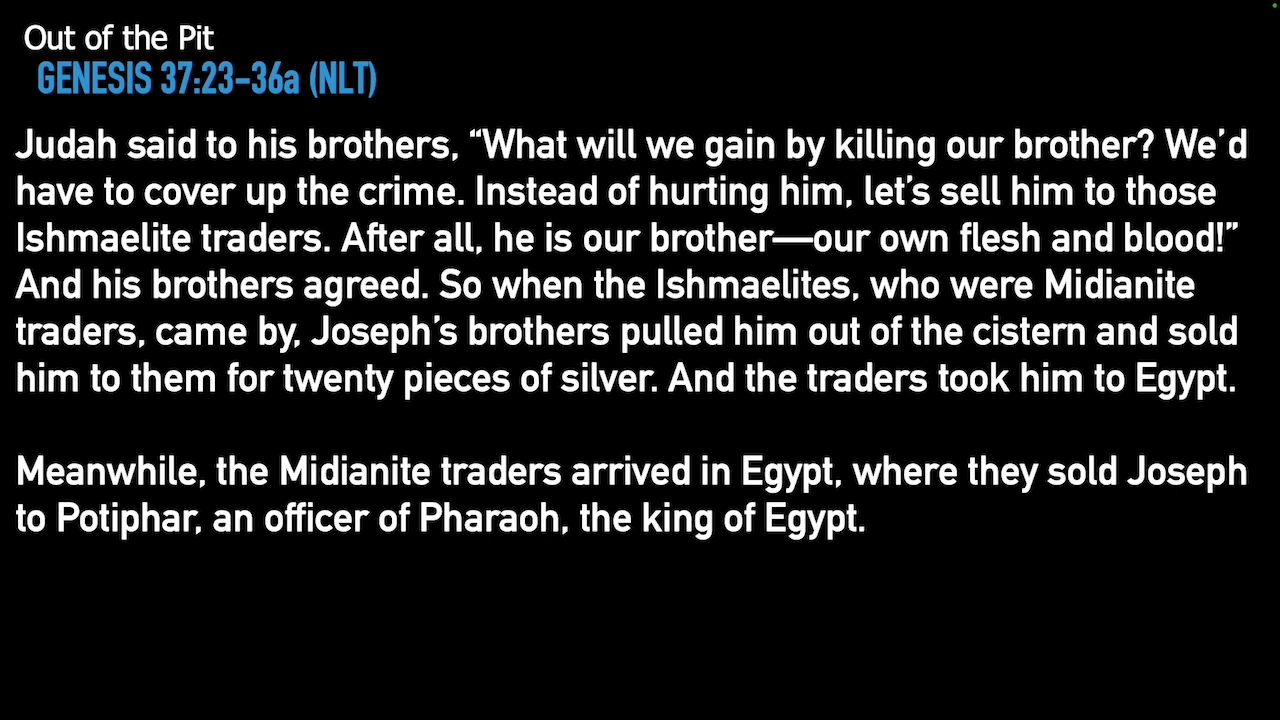 Out of the Pit
GENESIS 37:23-36a (NLT)
Judah said to his brothers, “What will we gain by killing our brother? We’d
have to cover up the crime. Instead of hurting him, let’s sell him to those
Ishmaelite traders. After all, he is our brother—our own flesh and blood!”
And his brothers agreed. So when the Ishmaelites, who were Midianite
traders, came by, Joseph’s brothers pulled him out of the cistern and sold
him to them for twenty pieces of silver. And the traders took him to Egypt.
Meanwhile, the Midianite traders arrived in Egypt, where they sold Joseph
to Potiphar, an officer of Pharaoh, the king of Egypt.